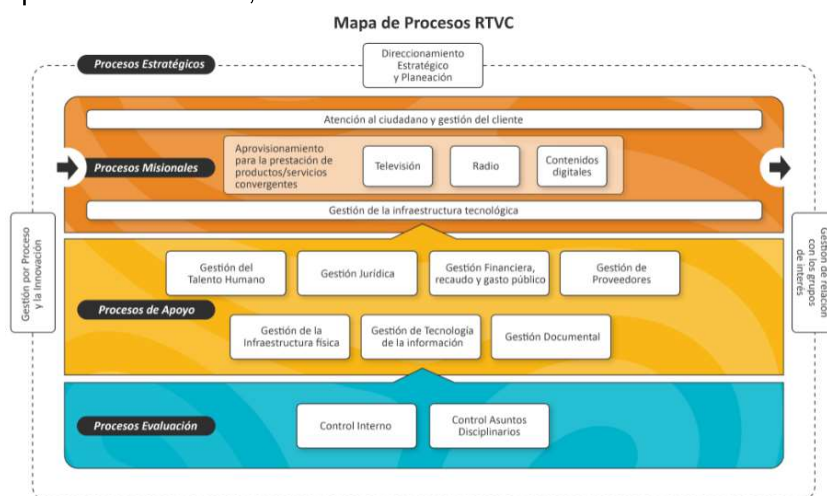 Mapa de Procesos RTVC
Procesos Estratégicos
Direccionamiento
Estratégico
y Planeación
Atención al ciudadano y gestión del cliente
Procesos Misionales
Aprovisionamiento
para la prestación de
productos/servicios
convergentes
Televisión
Radio
Contenidos
digitales
Gestión de la infraestructura tecnológica
Gestión por Proceso
y la Innovación
Gestión de relación
con los grupos
de interés
Procesos de Apoyo
Gestión del
Talento Humano
Gestión Jurídica
Gestión Financiera,
recaudo y gasto público
Gestión de
Proveedores
Gestión de la
Infraestructura física
Gestión de Tecnología
de la información
Gestión Documental
Procesos Evaluación
Control Interno
Control Asuntos
Disciplinarios